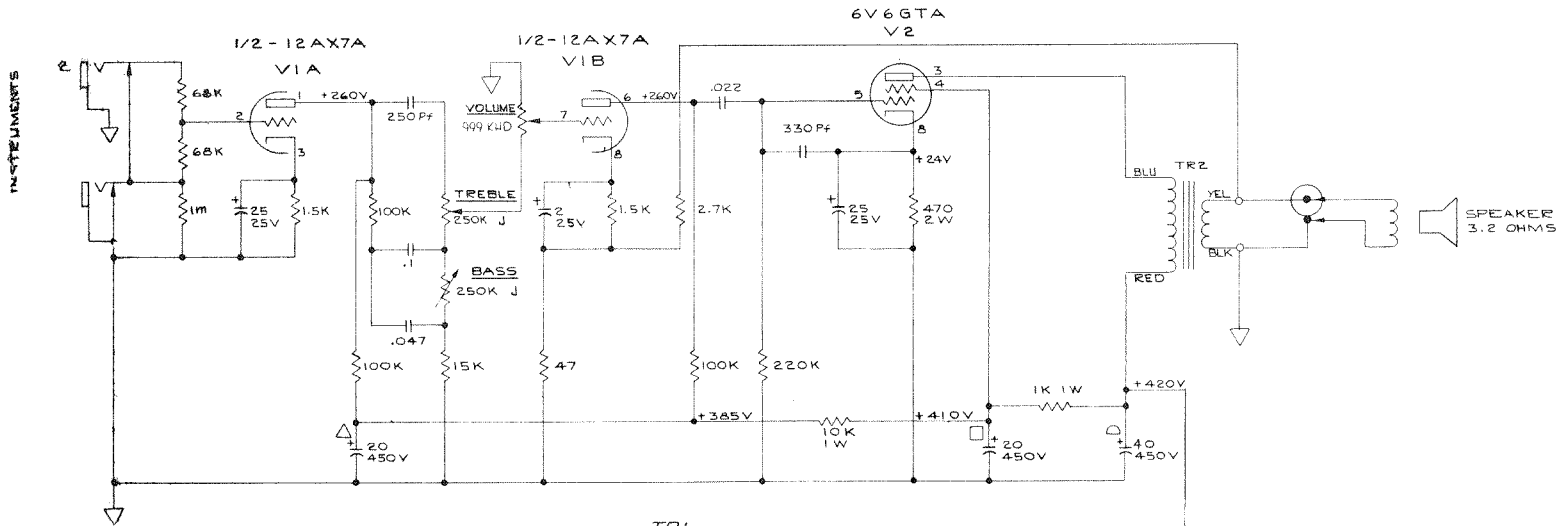 6V6GTA
V2
1/2-12AX7A
V1A
1/2-12AX7A
V1B
INSTRUMENTS
2
68K
68K
1m
2
1
3
+260V
250Pf
25
25V
1.5K
100K
TREBLE
250K J
.1
BASS
250K J
.047
100K
15K
VOLUME
999 KHD
7
6
8
+260V
.022
2
25V
1.5K
2.7K
47
100K
220K
330Pf
5
3
4
8
+24V
25
25V
470
2W
BLU
RED
TR2
YEL
BLK
SPEAKER
3.2 OHMS
+385V
10K
1W
+410V
1K 1W
+420V
+
20
450V
+
20
450V
+
40
450V